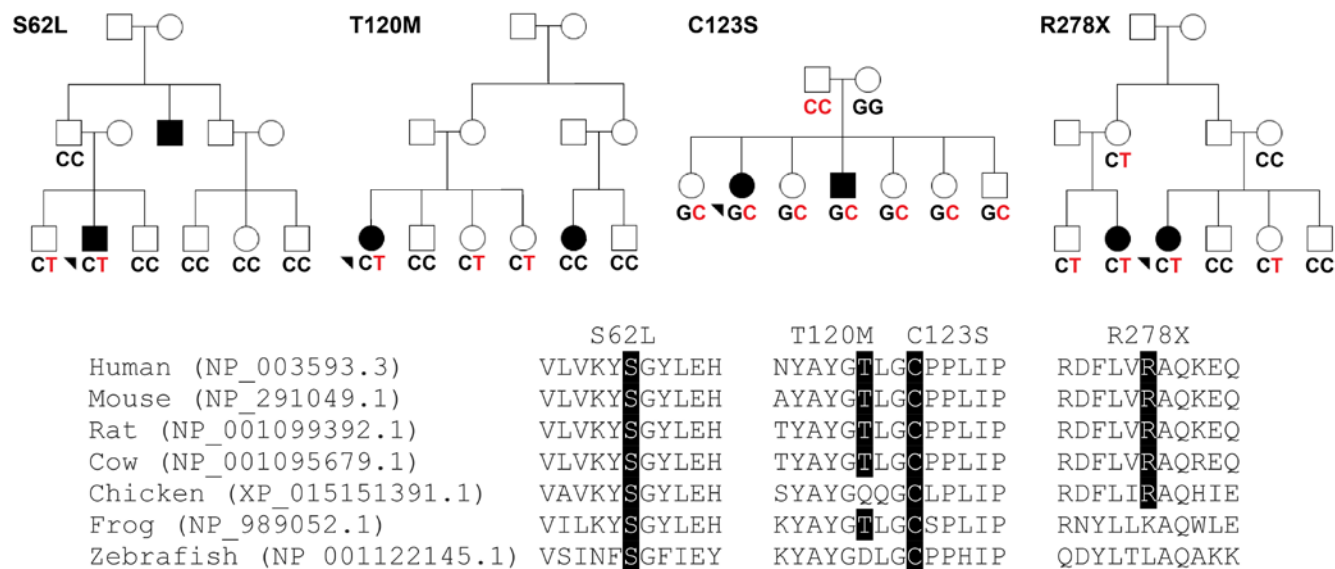 S62L T120M C123S R278X
CC GG
CC CT CC
CT CT CC CC CC CC CT CC CT CT CC CC GC GC GC GC GC GC GC CT CT CT CC CT CC
S62L T120M C123S R278X
Human (NP_003593.3) VLVKYSGYLEH NYAYGTLGCPPLIP RDFLVRAQKEQ
Mouse (NP_291049.1) VLVKYSGYLEH AYAYGTLGCPPLIP RDFLVRAQKEQ
Rat (NP_001099392.1) VLVKYSGYLEH TYAYGTLGCPPLIP RDFLVRAQKEQ
Cow (NP_001095679.1) VLVKYSGYLEH TYAYGTLGCPPLIP RDFLVRAQREQ
Chicken (XP_015151391.1) VAVKYSGYLEH SYAYGQQGCLPLIP RDFLIRAQHIE
Frog (NP_989052.1) VILKYSGYLEH KYAYGTLGCSPLIP RNYLLKAQWLE
Zebrafish (NP_001122145.1) VSINFSGFIEY KYAYGDLGCPPHIP QDYLTLAQAKK